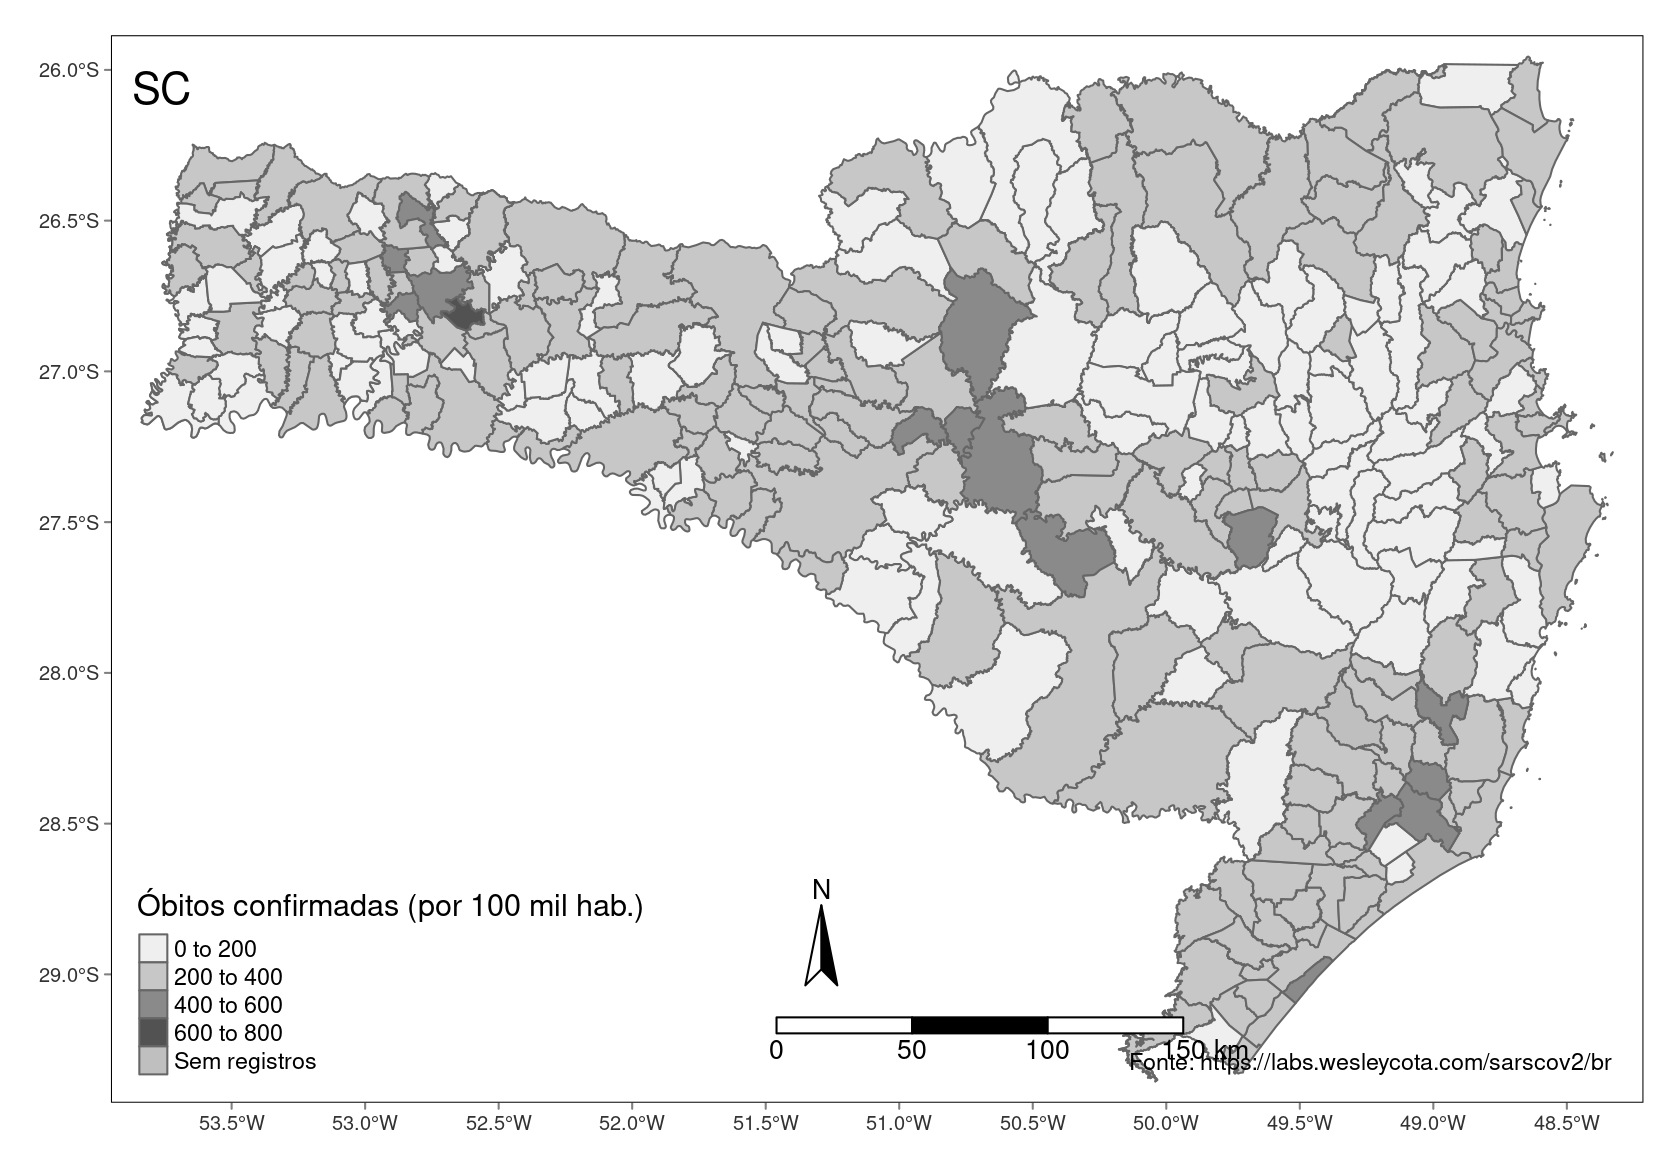 SC
26.0°S
26.5°S
27.0°S
27.5°S
28.0°S
28.5°S
29.0°S
N
Óbitos confirmadas (por 100 mil hab.)
0 to 200
200 to 400
400 to 600
600 to 800
Sem registros
0 50 100 150 km
Fonte: https://labs.wesleycota.com/sarscov2/br
53.5°W 53.0°W 52.5°W 52.0°W 51.5°W 51.0°W 50.5°W 50.0°W 49.5°W 49.0°W 48.5°W